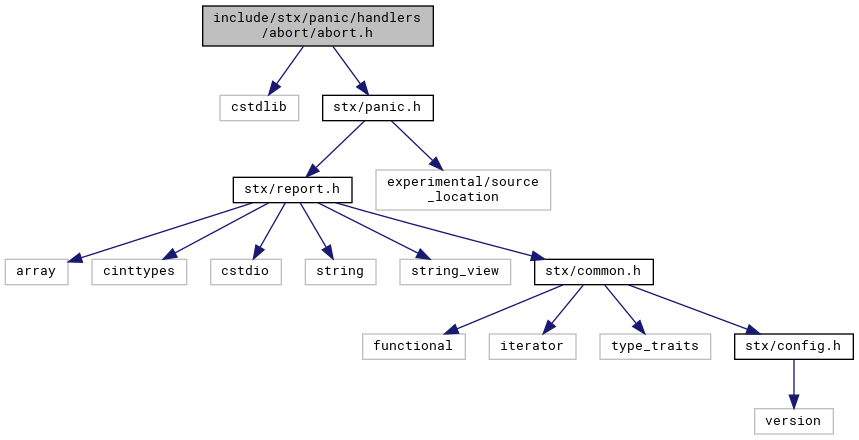 include/stx/panic/handlers
/abort/abort.h
cstdlib
stx/panic.h
stx/report.h
experimental/source
_location
array
cinttypes
cstdio
string
string_view
stx/common.h
functional
iterator
type_traits
stx/config.h
version